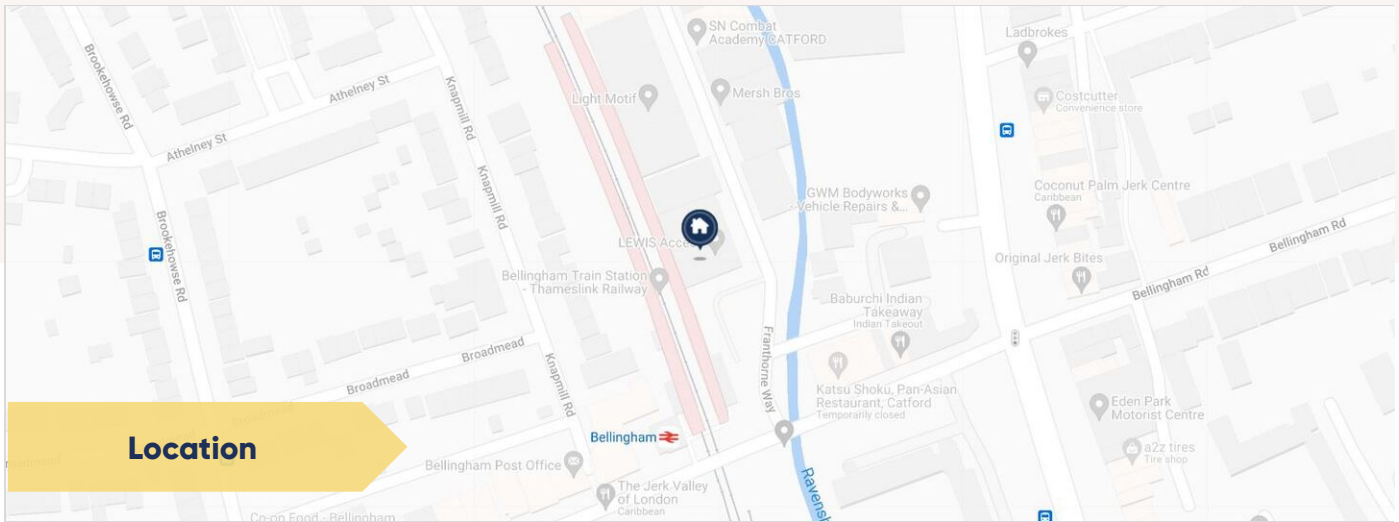 SN Combat
Academy CATFORD
Ladbrokes
Brookehowse Rd
Athelney St
Knapmill Rd
Light Motif
Mersh Bros
Costcutter
Convenience store
Athelney St
Knapmill Rd
GWM Bodyworks
- Vehicle Repairs &...
Coconut Palm Jerk Centre
Caribbean
Brookehowse Rd
LEWIS Acce
Bellingham Rd
Original Jerk Bites
Bellingham Train Station
- Thameslink Railway
Bellingham Rd
Baburchi Indian
Takeaway
Indian Takeout
Franthorne Way
Broadmead
Broadmead
Knapmill Rd
Katsu Shoku, Pan-Asian
Restaurant, Catford
Temporarily closed
Eden Park
Motorist Centre
Location
Bellingham
a2z tires
Tire shop
Bellingham Post Office
The Jerk Valley
of London
Caribbean
Ravensb
Co-op Food - Bellingham